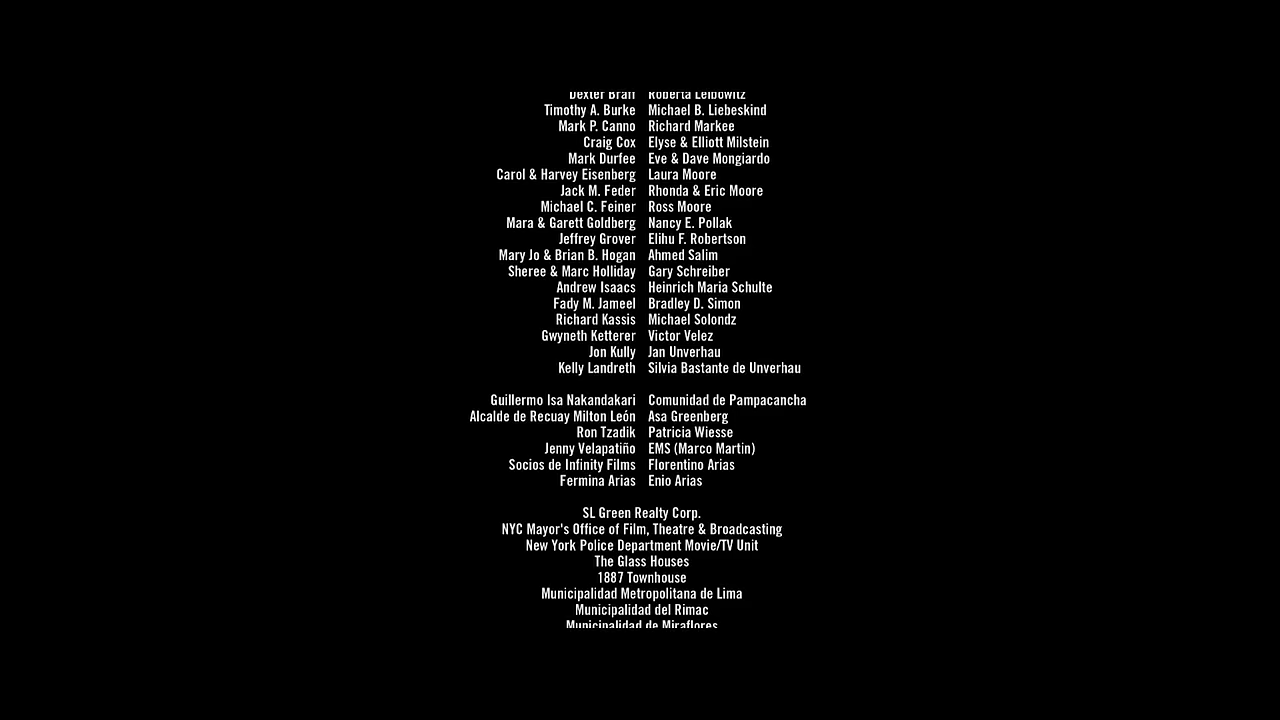 Dexter Braff Roberta Leibowitz
Timothy A. Burke Michael B. Liebeskind
Mark P. Canno Richard Markee
Craig Cox Elyse & Elliott Milstein
Mark Durfee Eve & Dave Mongiardo
Carol & Harvey Eisenberg Laura Moore
Jack M. Feder Rhonda & Eric Moore
Michael C. Feiner Ross Moore
Mara & Garett Goldberg Nancy E. Pollak
Jeffrey Grover Elihu F. Robertson
Mary Jo & Brian B. Hogan Ahmed Salim
Sheree & Marc Holliday Gary Schreiber
Andrew Isaacs Heinrich Maria Schulte
Fady M. Jameel Bradley D. Simon
Richard Kassis Michael Solondz
Gwyneth Ketterer Victor Velez
Jon Kully Jan Unverhau
Kelly Landreth Silvia Bastante de Unverhau
Guillermo Isa Nakandakari Comunidad de Pampacancha
Alcalde de Recuay Milton León Asa Greenberg
Ron Tzadik Patricia Wiesse
Jenny Velapatiño EMS (Marco Martin)
Socios de Infinity Films Florentino Arias
Fermina Arias Enio Arias
SL Green Realty Corp.
NYC Mayor's Office of Film, Theatre & Broadcasting
New York Police Department Movie/TV Unit
The Glass Houses
1887 Townhouse
Municipalidad Metropolitana de Lima
Municipalidad del Rimac
Municipalidad de Miraflores